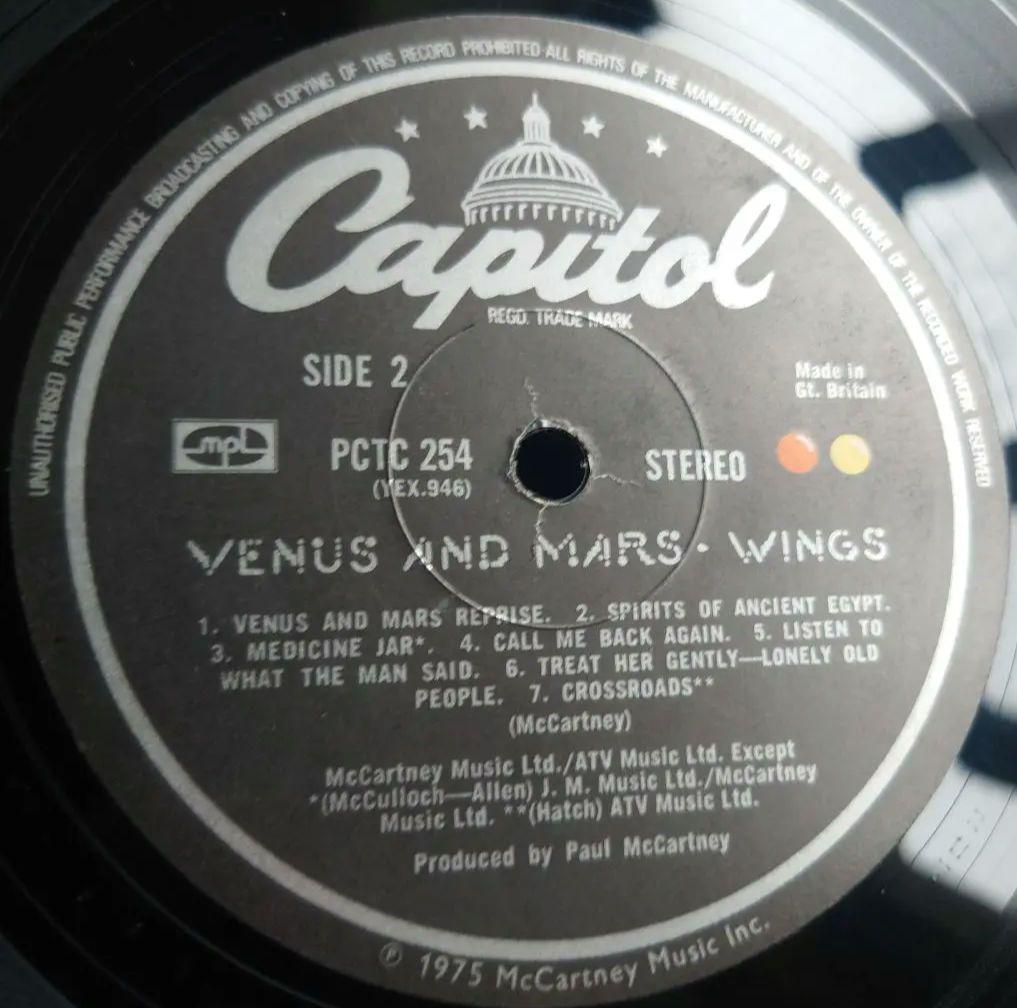 UNAUTHORISED PUBLIC PERFORMANCE BROADCASTING AND COPYING OF THIS RECORD PROHIBITED·ALL RIGHTS OF THE MANUFACTURER AND OF THE OWNER OF THE RECORDED WORK RESERVED
Capitol
REGD. TRADE MARK
SIDE 2
Made in
Gt. Britain
mpl
PCTC 254
STEREO
(YEX.946)
VENUS AND MARS · WINGS
1. VENUS AND MARS REPRISE. 2. SPIRITS OF ANCIENT EGYPT.
3. MEDICINE JAR*. 4. CALL ME BACK AGAIN. 5. LISTEN TO
WHAT THE MAN SAID. 6. TREAT HER GENTLY—LONELY OLD
PEOPLE. 7. CROSSROADS**
(McCartney)
McCartney Music Ltd./ATV Music Ltd. Except
*(McCulloch—Allen) J. M. Music Ltd./McCartney
Music Ltd. **(Hatch) ATV Music Ltd.
Produced by Paul McCartney
℗ 1975 McCartney Music Inc.